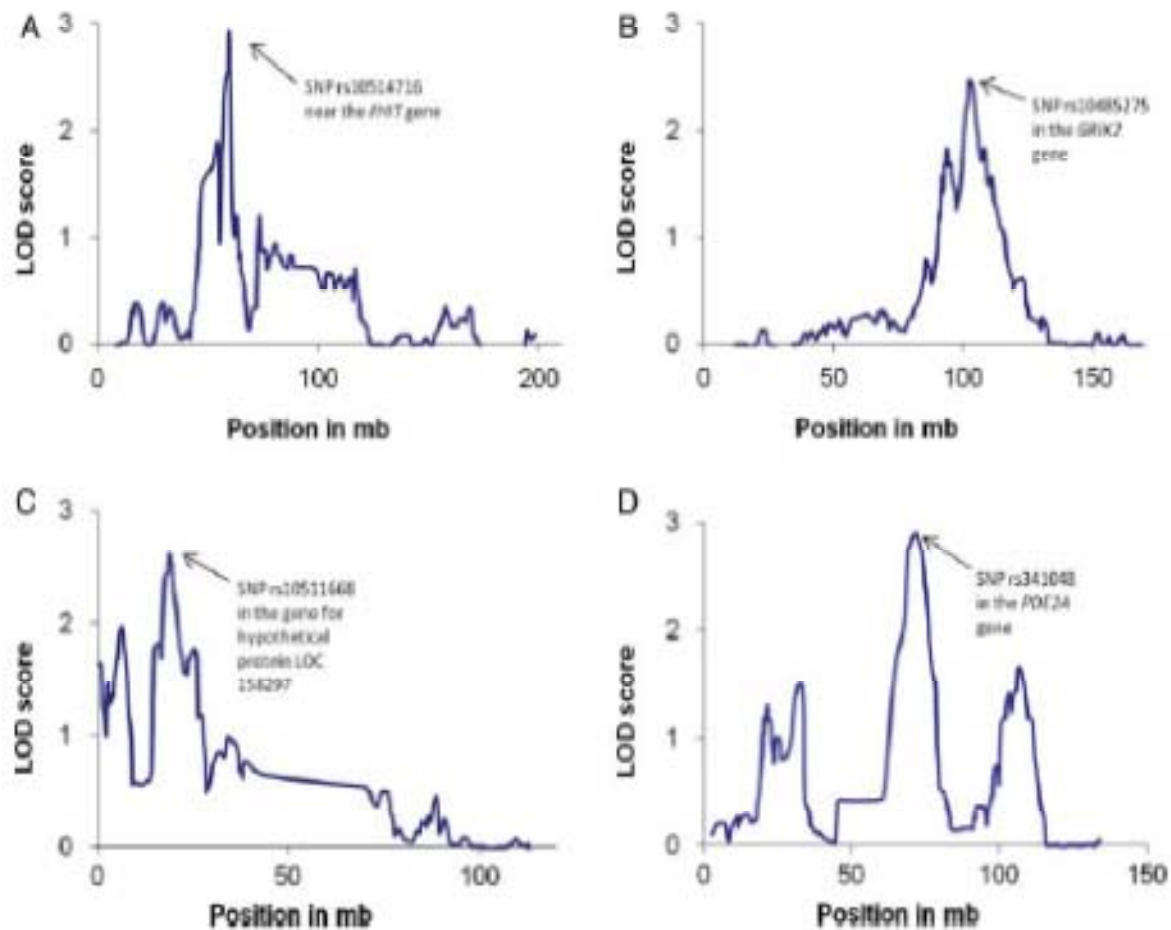 A
3
2
1
0
LOD score
SNP rs10514716
near the FHIT gene
0
100
200
Position in mb
B
3
2
1
0
LOD score
SNP rs10485275
in the GRIK2
gene
0
50
100
150
Position in mb
C
3
2
1
0
LOD score
SNP rs10511668
in the gene for
hypothetical
protein LOC
158297
0
50
100
Position in mb
D
3
2
1
0
LOD score
SNP rs341048
in the PDE2A
gene
0
50
100
150
Position in mb